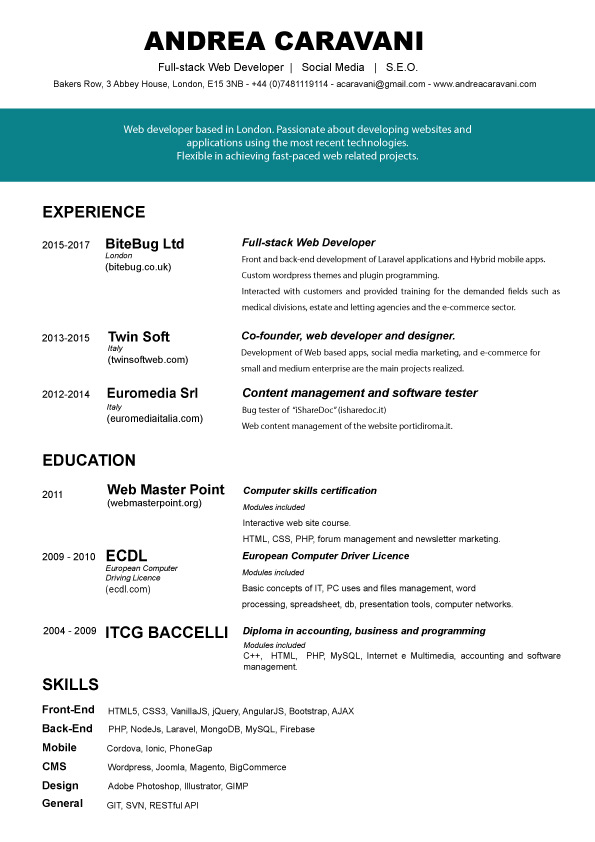 ANDREA CARAVANI
Full-stack Web Developer | Social Media | S.E.O.
Bakers Row, 3 Abbey House, London, E15 3NB - +44 (0)7481119114 - acaravani@gmail.com - www.andreacaravani.com
Web developer based in London. Passionate about developing websites and
applications using the most recent technologies.
Flexible in achieving fast-paced web related projects.
EXPERIENCE
2015-2017 BiteBug Ltd Full-stack Web Developer
London
(bitebug.co.uk)
Front and back-end development of Laravel applications and Hybrid mobile apps.
Custom wordpress themes and plugin programming.
Interacted with customers and provided training for the demanded fields such as
medical divisions, estate and letting agencies and the e-commerce sector.
2013-2015 Twin Soft Co-founder, web developer and designer.
Italy
(twinsoftweb.com)
Development of Web based apps, social media marketing, and e-commerce for
small and medium enterprise are the main projects realized.
2012-2014 Euromedia Srl Content management and software tester
Italy
(euromediaitalia.com)
Bug tester of "iShareDoc" (isharedoc.it)
Web content management of the website portidiroma.it.
EDUCATION
2011 Web Master Point Computer skills certification
(webmasterpoint.org)
Modules included
Interactive web site course.
HTML, CSS, PHP, forum management and newsletter marketing.
2009 - 2010 ECDL European Computer Driver Licence
European Computer
Driving Licence
(ecdl.com)
Modules included
Basic concepts of IT, PC uses and files management, word
processing, spreadsheet, db, presentation tools, computer networks.
2004 - 2009 ITCG BACCELLI Diploma in accounting, business and programming
Modules included
C++, HTML, PHP, MySQL, Internet e Multimedia, accounting and software
management.
SKILLS
Front-End HTML5, CSS3, VanillaJS, jQuery, AngularJS, Bootstrap, AJAX
Back-End PHP, NodeJs, Laravel, MongoDB, MySQL, Firebase
Mobile Cordova, Ionic, PhoneGap
CMS Wordpress, Joomla, Magento, BigCommerce
Design Adobe Photoshop, Illustrator, GIMP
General GIT, SVN, RESTful API